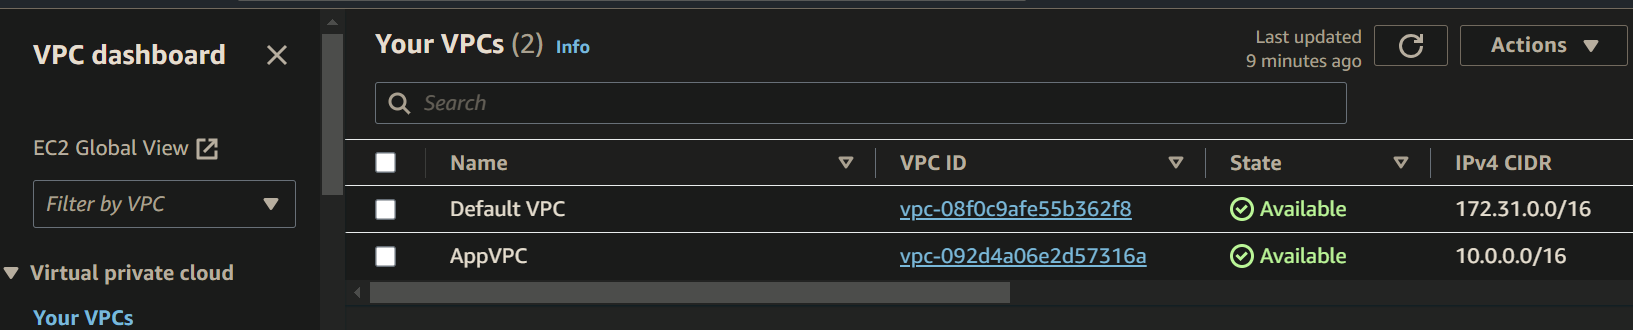 VPC dashboard
EC2 Global View
Filter by VPC
Virtual private cloud
Your VPCs
Your VPCs (2) Info
Last updated
9 minutes ago
Actions
Search
Name VPC ID State IPv4 CIDR
Default VPC vpc-08f0c9afe55b362f8 Available 172.31.0.0/16
AppVPC vpc-092d4a06e2d57316a Available 10.0.0.0/16